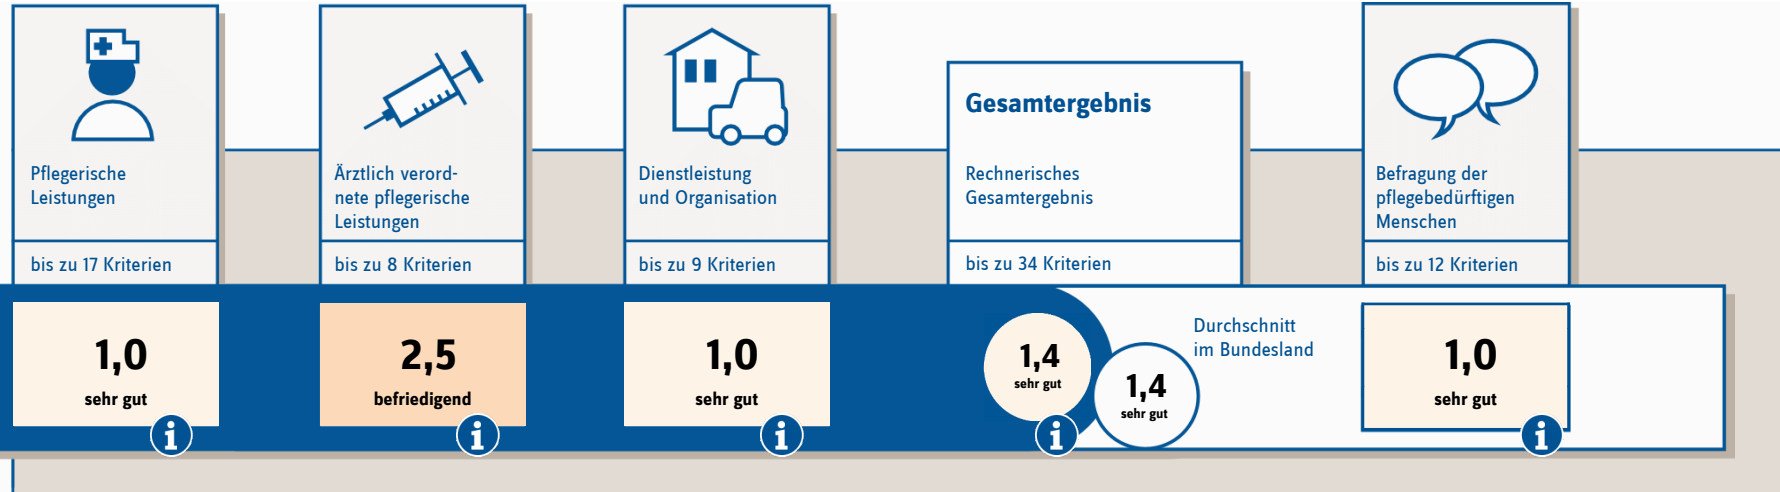 Pflegerische
Leistungen
bis zu 17 Kriterien
1,0
sehr gut
i
Ärztlich verord-
nete pflegerische
Leistungen
bis zu 8 Kriterien
2,5
befriedigend
i
Dienstleistung
und Organisation
bis zu 9 Kriterien
1,0
sehr gut
i
Gesamtergebnis
Rechnerisches
Gesamtergebnis
bis zu 34 Kriterien
1,4
sehr gut
i
Durchschnitt
im Bundesland
1,4
sehr gut
Befragung der
pflegebedürftigen
Menschen
bis zu 12 Kriterien
1,0
sehr gut
i